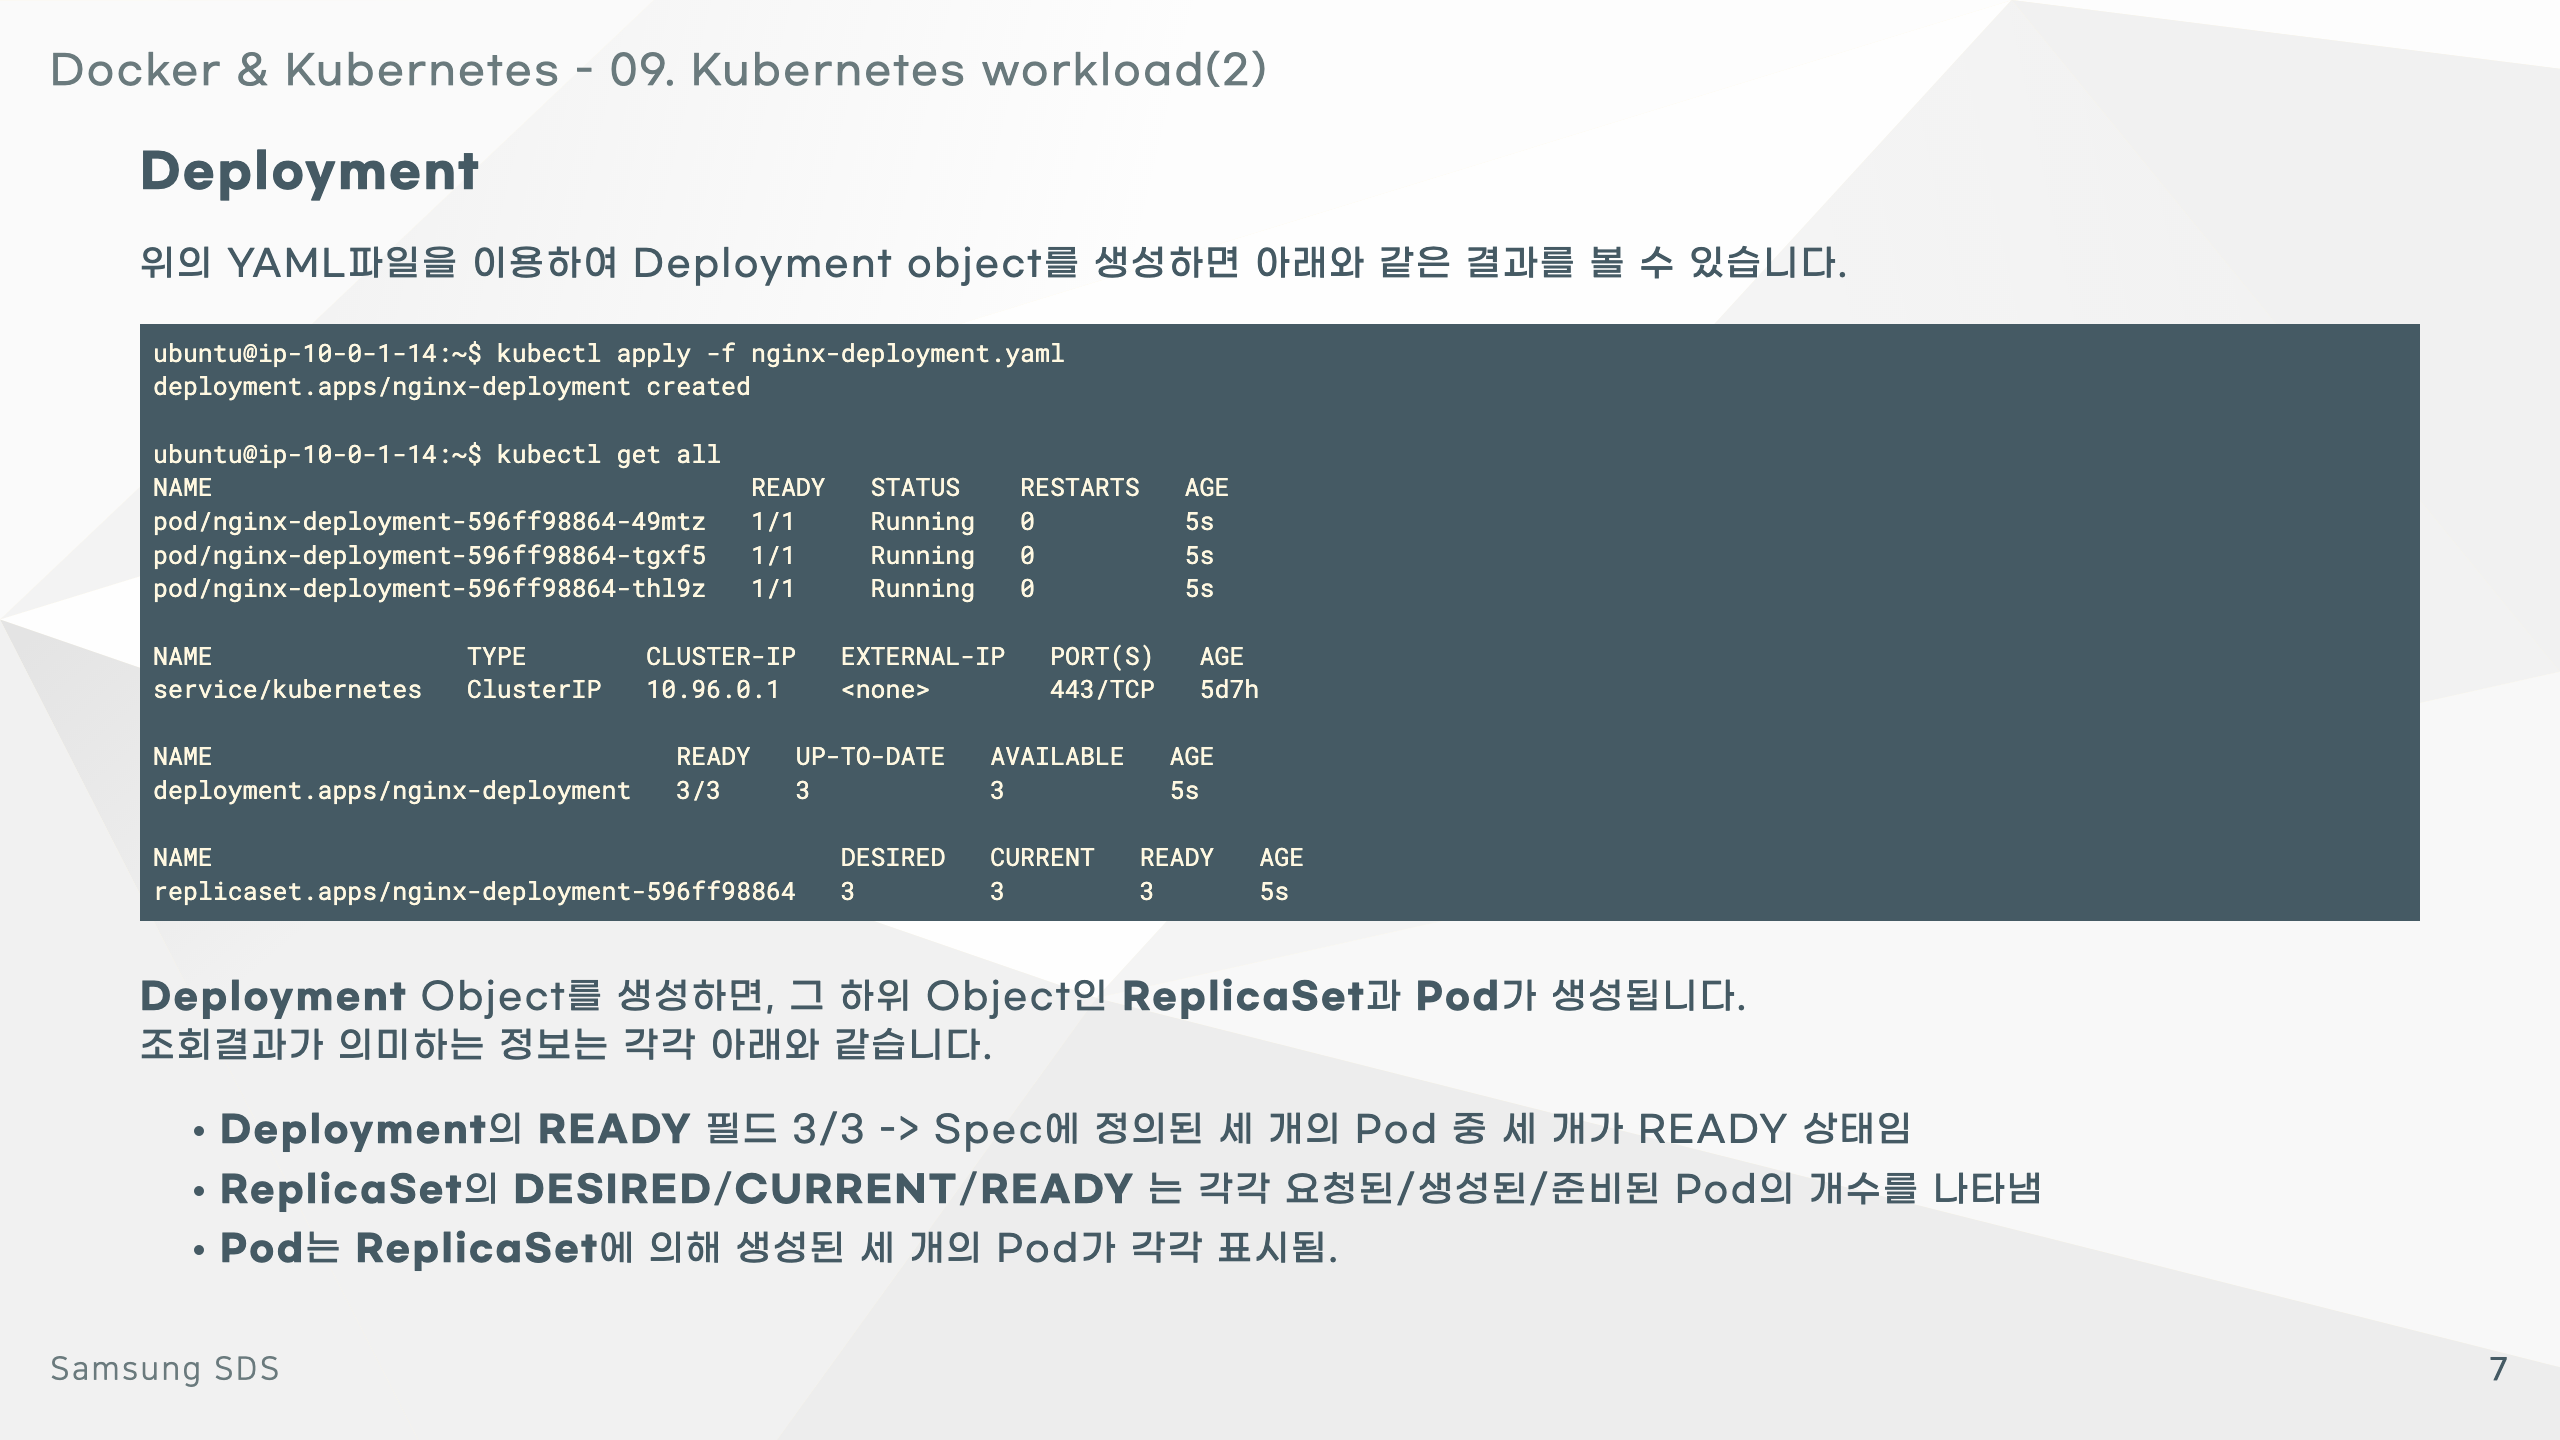 Docker & Kubernetes - 09. Kubernetes workload(2)
Deployment
위의 YAML파일을 이용하여 Deployment object를 생성하면 아래와 같은 결과를 볼 수 있습니다.
ubuntu@ip-10-0-1-14:~$ kubectl apply -f nginx-deployment.yaml
deployment.apps/nginx-deployment created
ubuntu@ip-10-0-1-14:~$ kubectl get all
NAME                                    READY   STATUS    RESTARTS   AGE
pod/nginx-deployment-596ff98864-49mtz   1/1     Running   0          5s
pod/nginx-deployment-596ff98864-tgxf5   1/1     Running   0          5s
pod/nginx-deployment-596ff98864-thl9z   1/1     Running   0          5s
NAME                 TYPE        CLUSTER-IP   EXTERNAL-IP   PORT(S)   AGE
service/kubernetes   ClusterIP   10.96.0.1    <none>        443/TCP   5d7h
NAME                               READY   UP-TO-DATE   AVAILABLE   AGE
deployment.apps/nginx-deployment   3/3     3            3           5s
NAME                                          DESIRED   CURRENT   READY   AGE
replicaset.apps/nginx-deployment-596ff98864   3         3         3       5s
Deployment Object를 생성하면, 그 하위 Object인 ReplicaSet과 Pod가 생성됩니다.
조회결과가 의미하는 정보는 각각 아래와 같습니다.
• Deployment의 READY 필드 3/3 -> Spec에 정의된 세 개의 Pod 중 세 개가 READY 상태임
• ReplicaSet의 DESIRED/CURRENT/READY 는 각각 요청된/생성된/준비된 Pod의 개수를 나타냄
• Pod는 ReplicaSet에 의해 생성된 세 개의 Pod가 각각 표시됨.
Samsung SDS
7